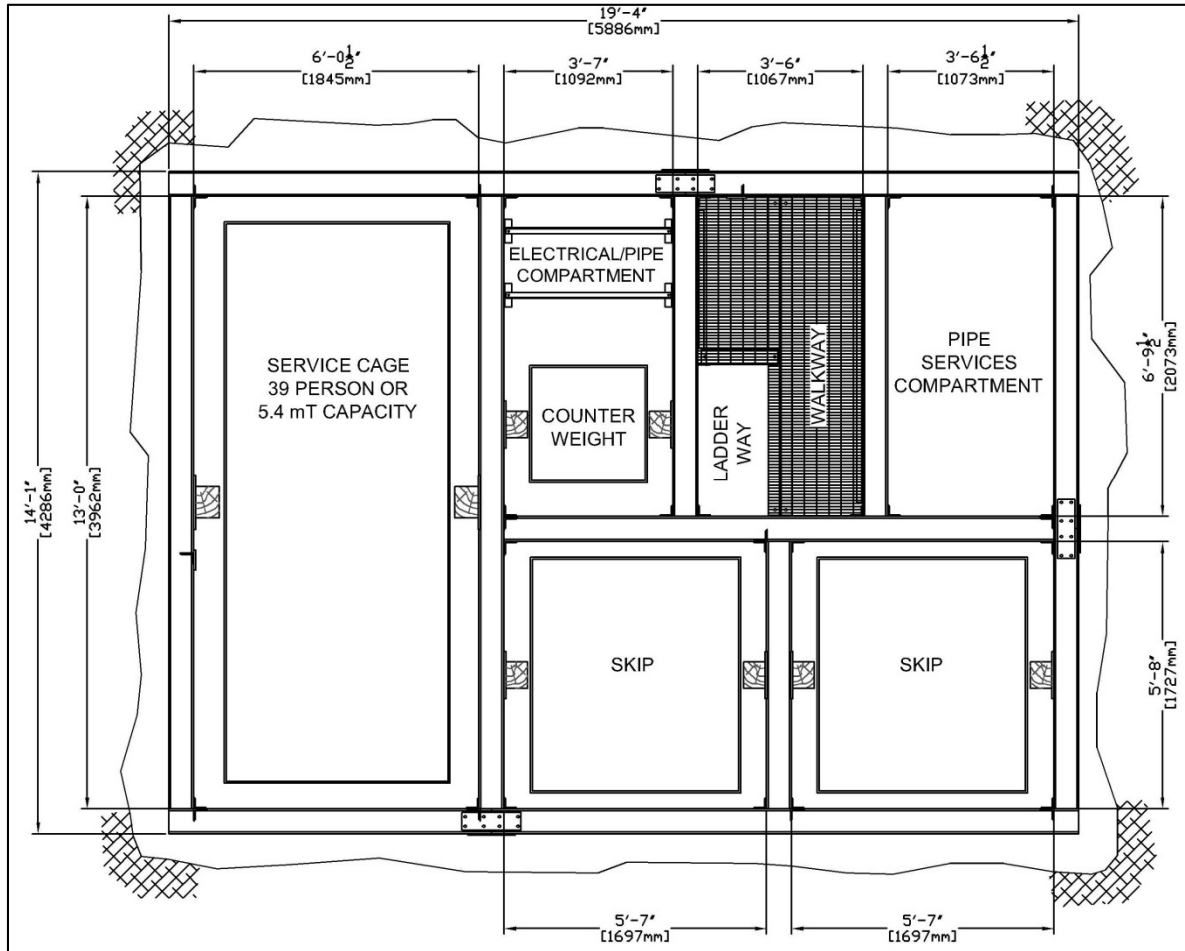 19'-4"
[5886mm]
6'-0½"
[1845mm]
3'-7"
[1092mm]
3'-6"
[1067mm]
3'-6½"
[1073mm]
14'-1"
[4286mm]
13'-0"
[3962mm]
SERVICE CAGE
39 PERSON OR
5.4 mT CAPACITY
ELECTRICAL/PIPE
COMPARTMENT
COUNTER
WEIGHT
LADDER
WAY
WALKWAY
PIPE
SERVICES
COMPARTMENT
6'-9½"
[2073mm]
SKIP
SKIP
5'-8"
[1727mm]
5'-7"
[1697mm]
5'-7"
[1697mm]